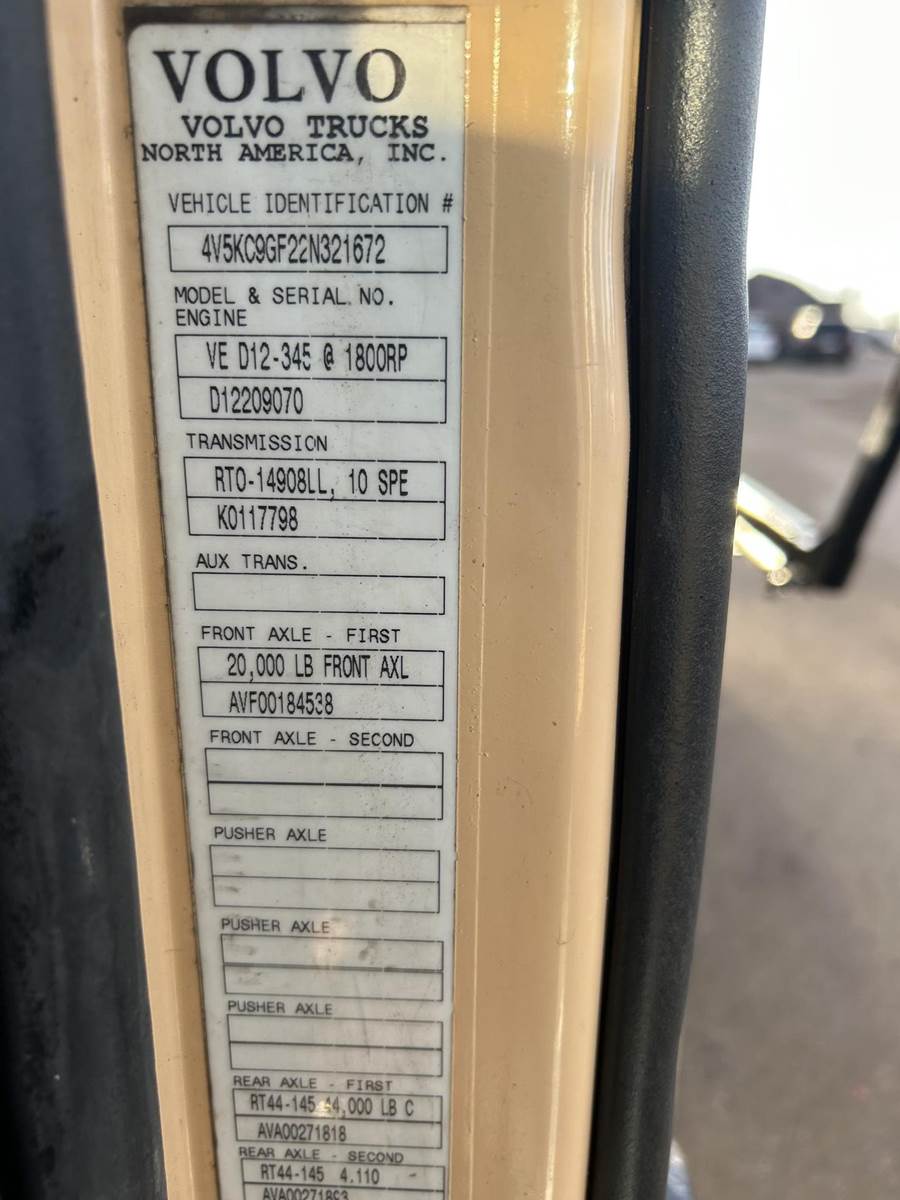 VOLVO
VOLVO TRUCKS
NORTH AMERICA, INC.
VEHICLE IDENTIFICATION #
4V5KC9GF22N321672
MODEL & SERIAL NO.
ENGINE
VE D12-345 @ 1800RP
D12209070
TRANSMISSION
RTO-14908LL, 10 SPE
K0117798
AUX TRANS.
FRONT AXLE - FIRST
20,000 LB FRONT AXL
AVF00184538
FRONT AXLE - SECOND
PUSHER AXLE
PUSHER AXLE
PUSHER AXLE
REAR AXLE - FIRST
RT44-145 44,000 LB C
AVA00271818
REAR AXLE - SECOND
RT44-145 4.110